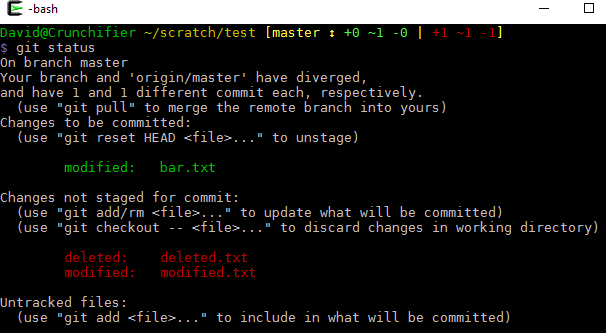 -bash
David@Crunchifier ~/scratch/test [master ↕ +0 ~1 -0 | +1 ~1 -1]
$ git status
On branch master
Your branch and 'origin/master' have diverged,
and have 1 and 1 different commit each, respectively.
  (use "git pull" to merge the remote branch into yours)
Changes to be committed:
  (use "git reset HEAD <file>..." to unstage)

        modified:   bar.txt

Changes not staged for commit:
  (use "git add/rm <file>..." to update what will be committed)
  (use "git checkout -- <file>..." to discard changes in working directory)

        deleted:    deleted.txt
        modified:   modified.txt

Untracked files:
  (use "git add <file>..." to include in what will be committed)